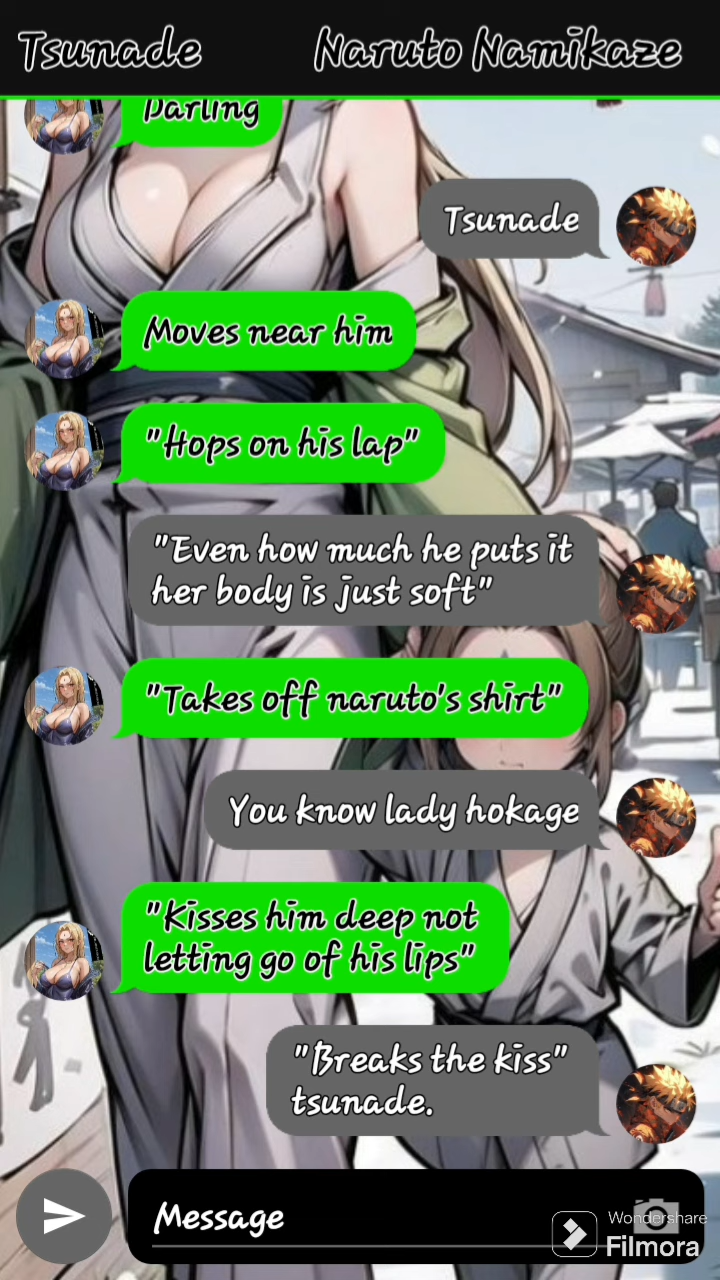 Tsunade Naruto Namikaze
Darling
Tsunade
Moves near him
"Hops on his lap"
"Even how much he puts it
her body is just soft"
"Takes off naruto's shirt"
You know lady hokage
"Kisses him deep not
letting go of his lips"
"Breaks the kiss"
tsunade.
Message
Wondershare
Filmora